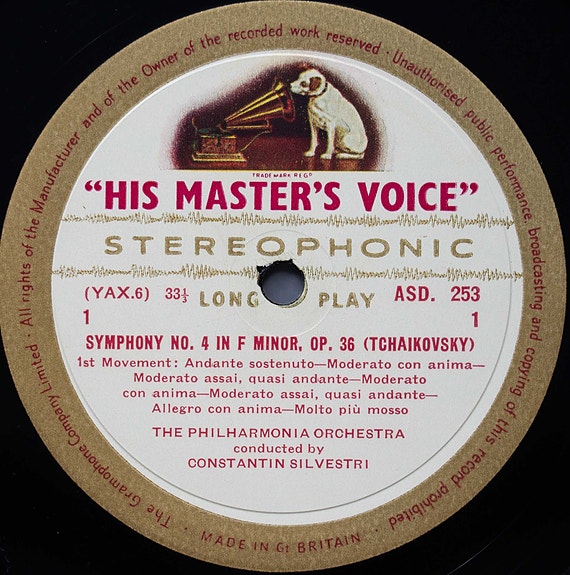 All rights of the Manufacturer and of the Owner of the recorded work reserved · Unauthorised public performance, broadcasting and copying of this record prohibited
TRADE MARK REGD
“HIS MASTER'S VOICE”
STEREOPHONIC
(YAX.6) 33⅓ LONG PLAY ASD. 253
1 1
SYMPHONY NO. 4 IN F MINOR, OP. 36 (TCHAIKOVSKY)
1st Movement: Andante sostenuto—Moderato con anima—
Moderato assai, quasi andante—Moderato
con anima—Moderato assai, quasi andante—
Allegro con anima—Molto più mosso
THE PHILHARMONIA ORCHESTRA
conducted by
CONSTANTIN SILVESTRI
The Gramophone Company Limited ·
· MADE IN Gt BRITAIN ·